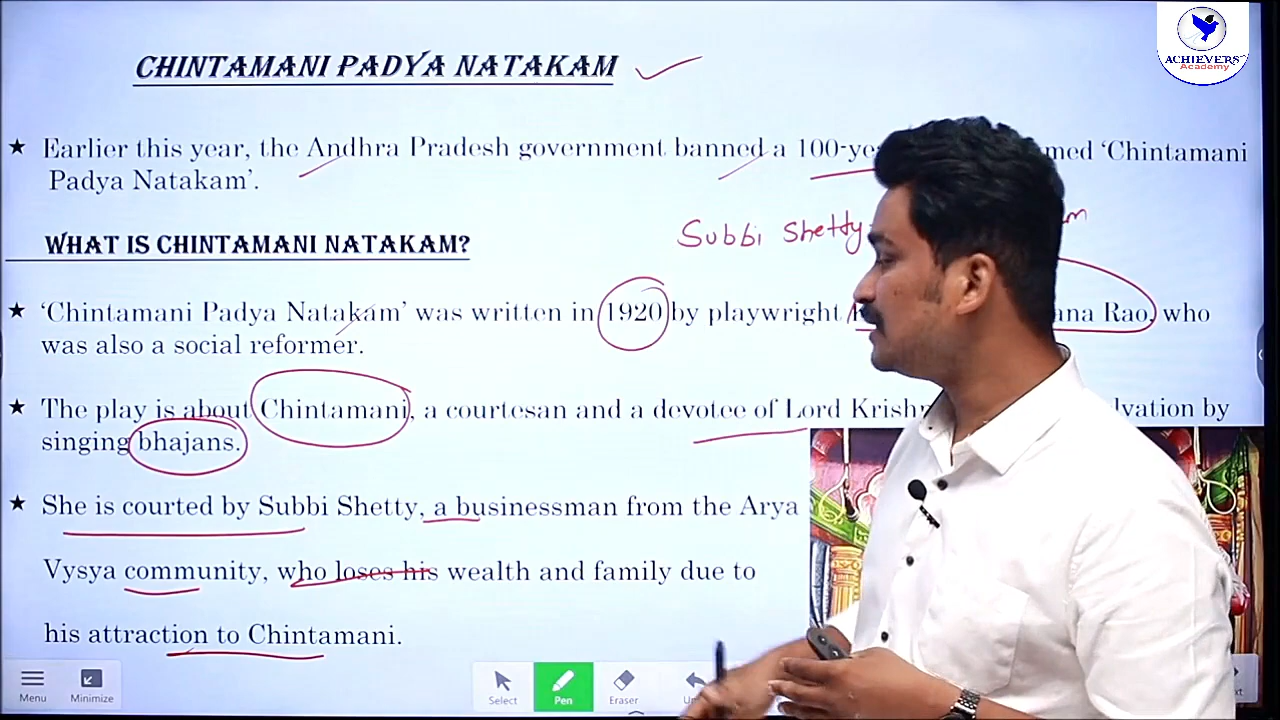 ACHIEVERS
Academy
CHINTAMANI PADYA NATAKAM
★ Earlier this year, the Andhra Pradesh government banned a 100-ye med ‘Chintamani
Padya Natakam’.
Subbi Shetty m
WHAT IS CHINTAMANI NATAKAM?
★ ‘Chintamani Padya Natakam’ was written in 1920 by playwright ana Rao, who
was also a social reformer.
★ The play is about Chintamani, a courtesan and a devotee of Lord Krishn lvation by
singing bhajans.
★ She is courted by Subbi Shetty, a businessman from the Arya
Vysya community, who loses his wealth and family due to
his attraction to Chintamani.
Menu Minimize Select Pen Eraser Un xt